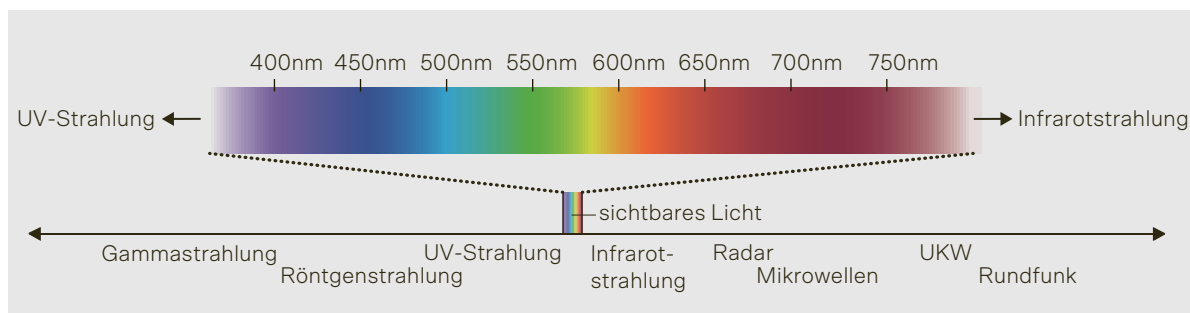 400nm 450nm 500nm 550nm 600nm 650nm 700nm 750nm
UV-Strahlung
Infrarotstrahlung
sichtbares Licht
Gammastrahlung
Röntgenstrahlung
UV-Strahlung
Infrarot-
strahlung
Radar
Mikrowellen
UKW
Rundfunk